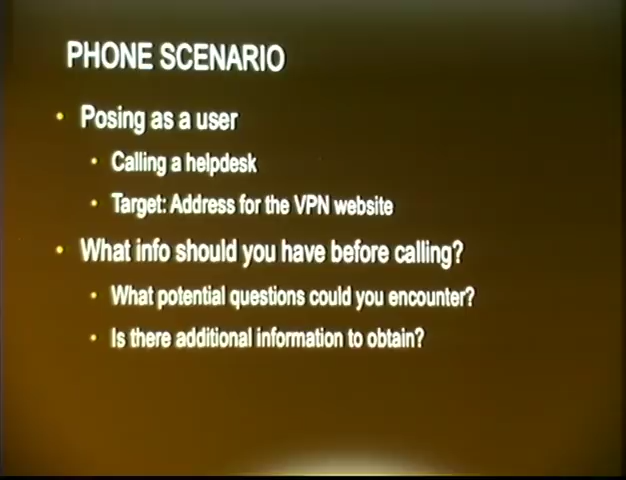 PHONE SCENARIO
• Posing as a user
• Calling a helpdesk
• Target: Address for the VPN website
• What info should you have before calling?
• What potential questions could you encounter?
• Is there additional information to obtain?